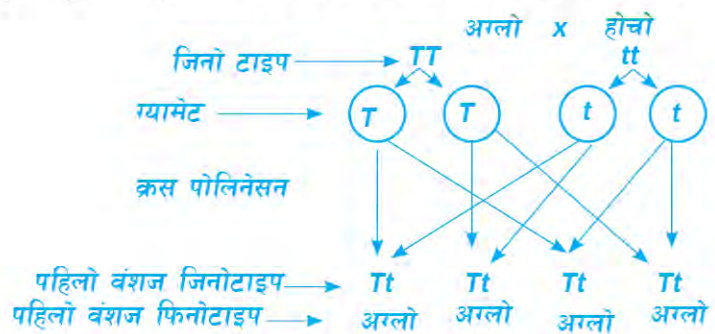 अग्लो x होचो
जिनो टाइप TT tt
ग्यामेट T T t t
क्रस पोलिनेसन
पहिलो वंशज जिनोटाइप Tt Tt Tt Tt
पहिलो वंशज फिनोटाइप अग्लो अग्लो अग्लो अग्लो